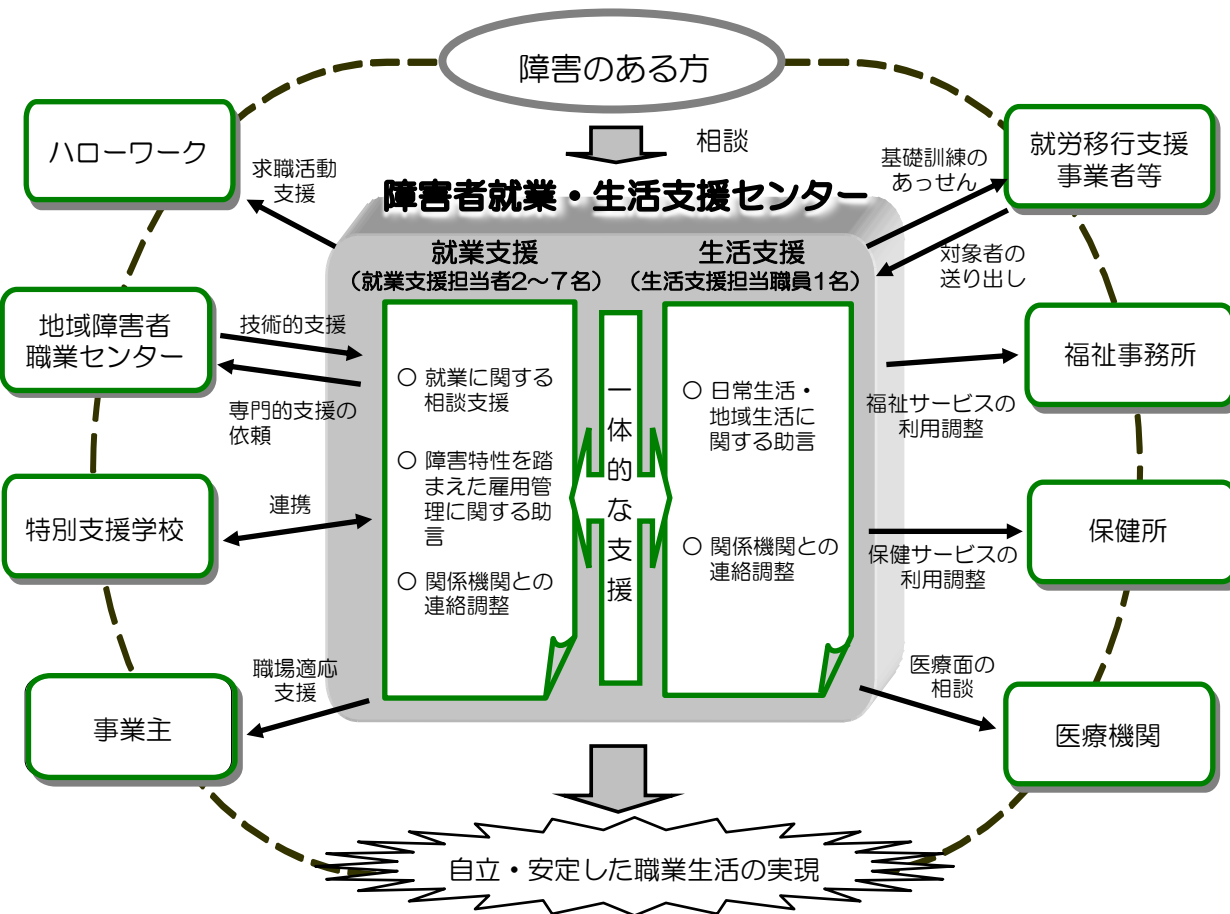 障害のある方
相談
ハローワーク
求職活動
支援
基礎訓練の
あっせん
就労移行支援
事業者等
障害者就業・生活支援センター
対象者の
送り出し
就業支援
（就業支援担当者2～7名）
生活支援
（生活支援担当職員1名）
地域障害者
職業センター
技術的支援
専門的支援の
依頼
特別支援学校
連携
事業主
職場適応
支援
○ 就業に関する
相談支援
○ 障害特性を踏
まえた雇用管
理に関する助
言
○ 関係機関との
連絡調整
一体的な支援
○ 日常生活・
地域生活に
関する助言
○ 関係機関との
連絡調整
福祉事務所
福祉サービスの
利用調整
保健所
保健サービスの
利用調整
医療面の
相談
医療機関
自立・安定した職業生活の実現